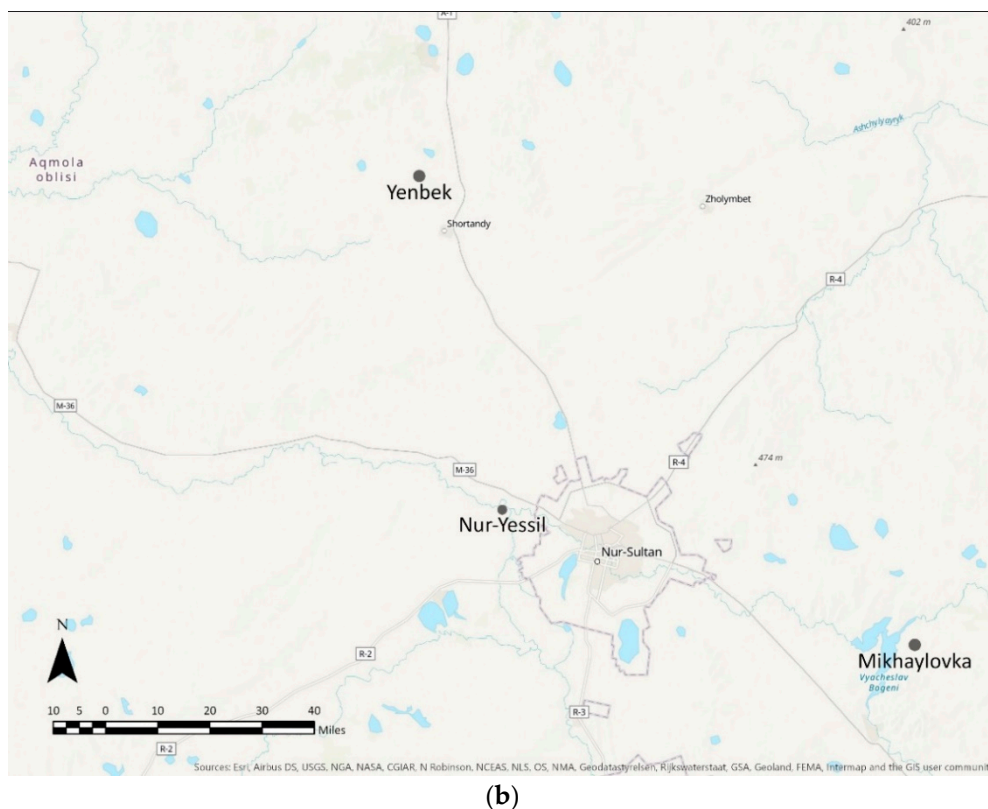 A-1
402 m
Ashchylyayryk
Aqmola
oblisi
Yenbek
Zholymbet
Shortandy
R-4
M-36
474 m
R-4
M-36
Nur-Yessil
Nur-Sultan
N
Mikhaylovka
R-2
Vyacheslav
Bogeni
10 5 0 10 20 30 40
Miles
R-3
R-2
Sources: Esri, Airbus DS, USGS, NGA, NASA, CGIAR, N Robinson, NCEAS, NLS, OS, NMA, Geodatastyrelsen, Rijkswaterstaat, GSA, Geoland, FEMA, Intermap and the GIS user communit
(b)